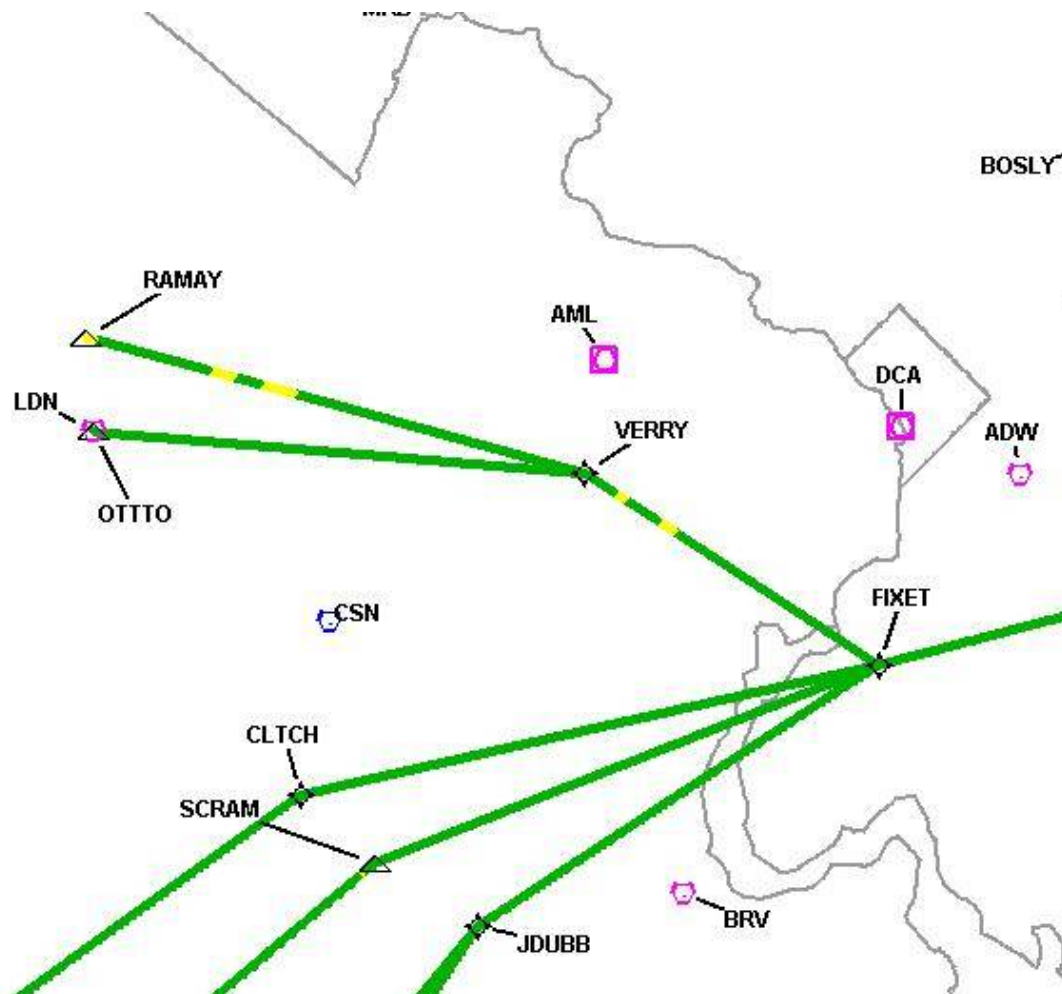 BOSLY
RAMAY
AML
DCA
LDN
VERRY
ADW
OTTTO
FIXET
CSN
CLTCH
SCRAM
BRV
JDUBB